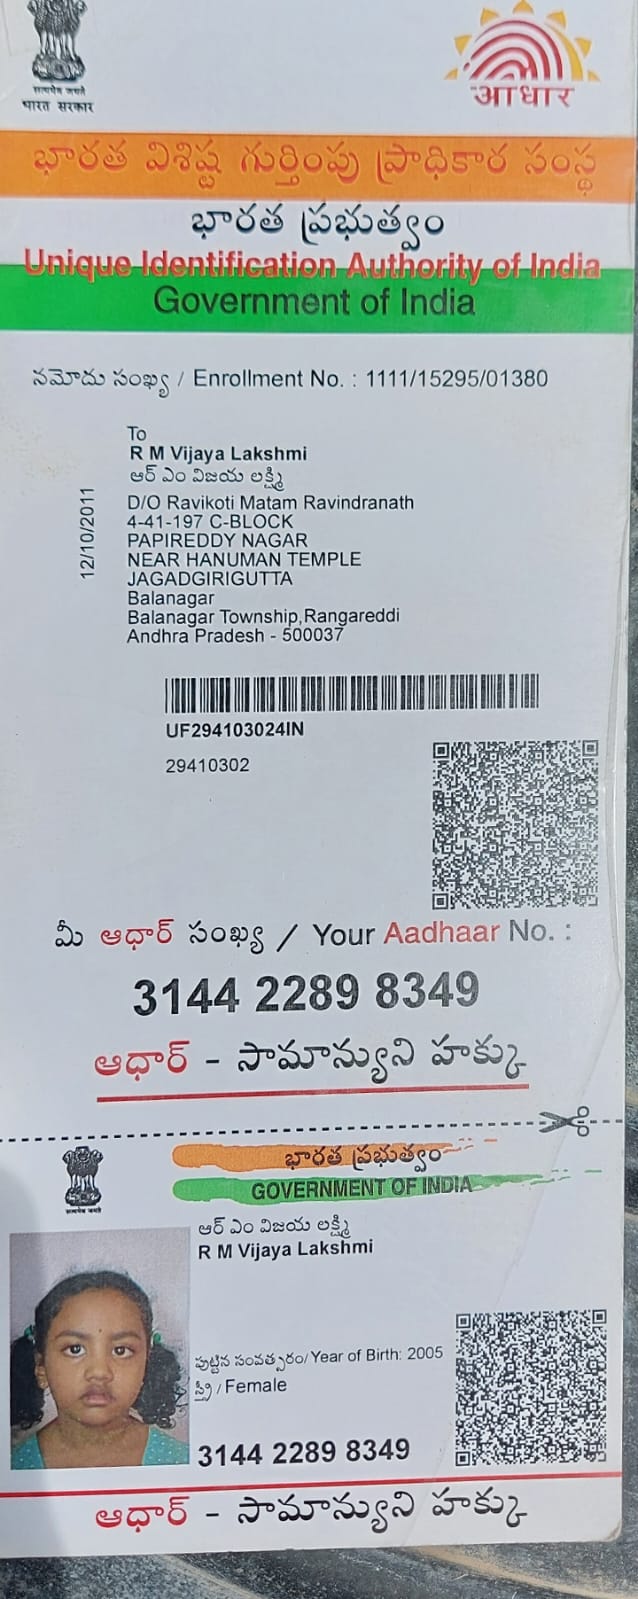 सत्यमेव जयते
भारत सरकार
आधार
భారత విశిష్ట గుర్తింపు ప్రాధికార సంస్థ
భారత ప్రభుత్వం
Unique Identification Authority of India
Government of India
నమోదు సంఖ్య / Enrollment No. : 1111/15295/01380
To
R M Vijaya Lakshmi
ఆర్ ఎం విజయ లక్ష్మి
D/O Ravikoti Matam Ravindranath
4-41-197 C-BLOCK
PAPIREDDY NAGAR
NEAR HANUMAN TEMPLE
JAGADGIRIGUTTA
Balanagar
Balanagar Township,Rangareddi
Andhra Pradesh - 500037
12/10/2011
UF294103024IN
29410302
మీ ఆధార్ సంఖ్య / Your Aadhaar No. :
3144 2289 8349
ఆధార్ - సామాన్యుని హక్కు
భారత ప్రభుత్వం
GOVERNMENT OF INDIA
सत्यमेव जयते
ఆర్ ఎం విజయ లక్ష్మి
R M Vijaya Lakshmi
పుట్టిన సంవత్సరం/Year of Birth: 2005
స్త్రీ / Female
3144 2289 8349
ఆధార్ - సామాన్యుని హక్కు